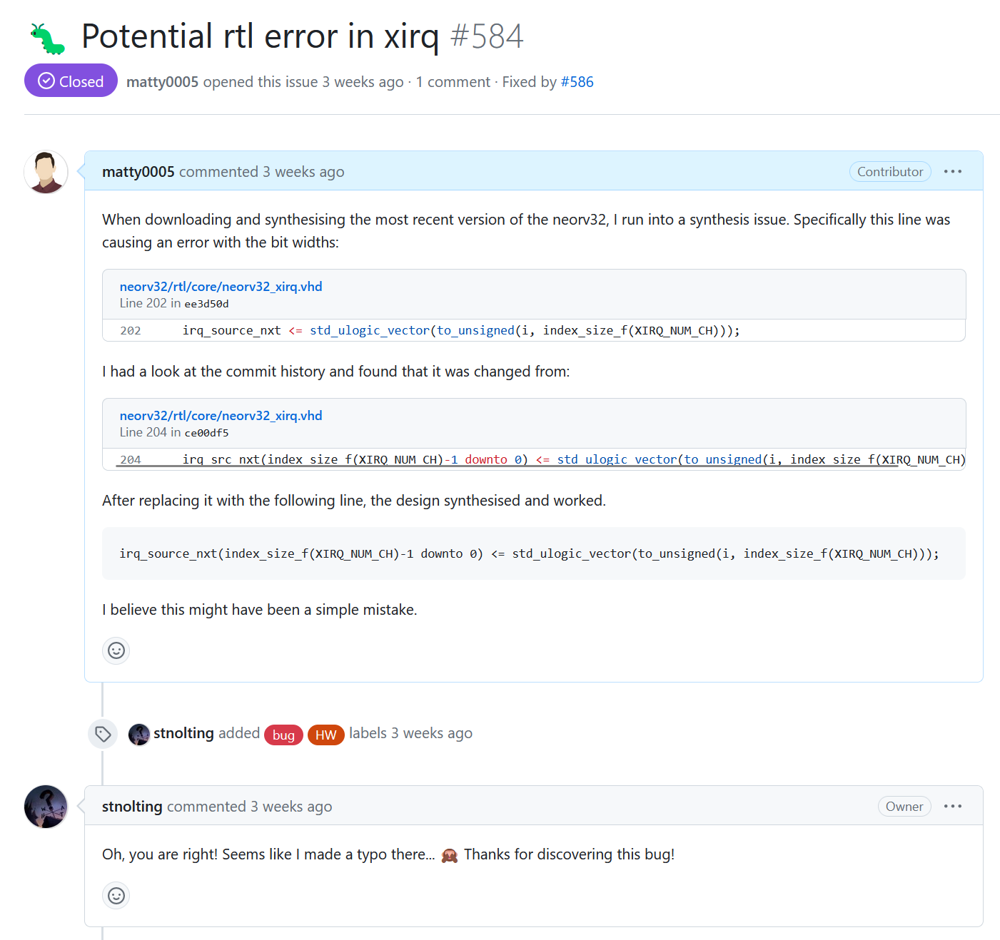 Potential rtl error in xirq #584
Closed matty0005 opened this issue 3 weeks ago · 1 comment · Fixed by #586
matty0005 commented 3 weeks ago Contributor
When downloading and synthesising the most recent version of the neorv32, I run into a synthesis issue. Specifically this line was
causing an error with the bit widths:
neorv32/rtl/core/neorv32_xirq.vhd
Line 202 in ee3d50d
202 irq_source_nxt <= std_ulogic_vector(to_unsigned(i, index_size_f(XIRQ_NUM_CH)));
I had a look at the commit history and found that it was changed from:
neorv32/rtl/core/neorv32_xirq.vhd
Line 204 in ce00df5
204 irq_src_nxt(index_size_f(XIRQ_NUM_CH)-1 downto 0) <= std_ulogic_vector(to_unsigned(i, index_size_f(XIRQ_NUM_CH)
After replacing it with the following line, the design synthesised and worked.
irq_source_nxt(index_size_f(XIRQ_NUM_CH)-1 downto 0) <= std_ulogic_vector(to_unsigned(i, index_size_f(XIRQ_NUM_CH)));
I believe this might have been a simple mistake.
stnolting added bug HW labels 3 weeks ago
stnolting commented 3 weeks ago Owner
Oh, you are right! Seems like I made a typo there... 🙈 Thanks for discovering this bug!